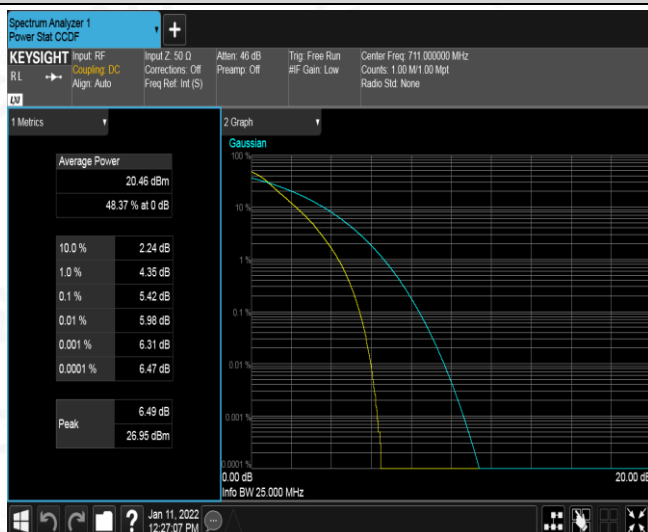 Spectrum Analyzer 1
Power Stat CCDF
+
KEYSIGHT
RL
LXI
Input: RF
Coupling: DC
Align: Auto
Input Z: 50 Ω
Corrections: Off
Freq Ref: Int (S)
Atten: 46 dB
Preamp: Off
Trig: Free Run
#IF Gain: Low
Center Freq: 711.000000 MHz
Counts: 1.00 M/1.00 Mpt
Radio Std: None
1 Metrics
Average Power
20.46 dBm
48.37 % at 0 dB
10.0 % 2.24 dB
1.0 % 4.35 dB
0.1 % 5.42 dB
0.01 % 5.98 dB
0.001 % 6.31 dB
0.0001 % 6.47 dB
Peak
6.49 dB
26.95 dBm
2 Graph
Gaussian
100 %
10 %
1 %
0.1 %
0.01 %
0.001 %
0.0001 %
0.00 dB
20.00 dB
Info BW 25.000 MHz
?
Jan 11, 2022
12:27:07 PM